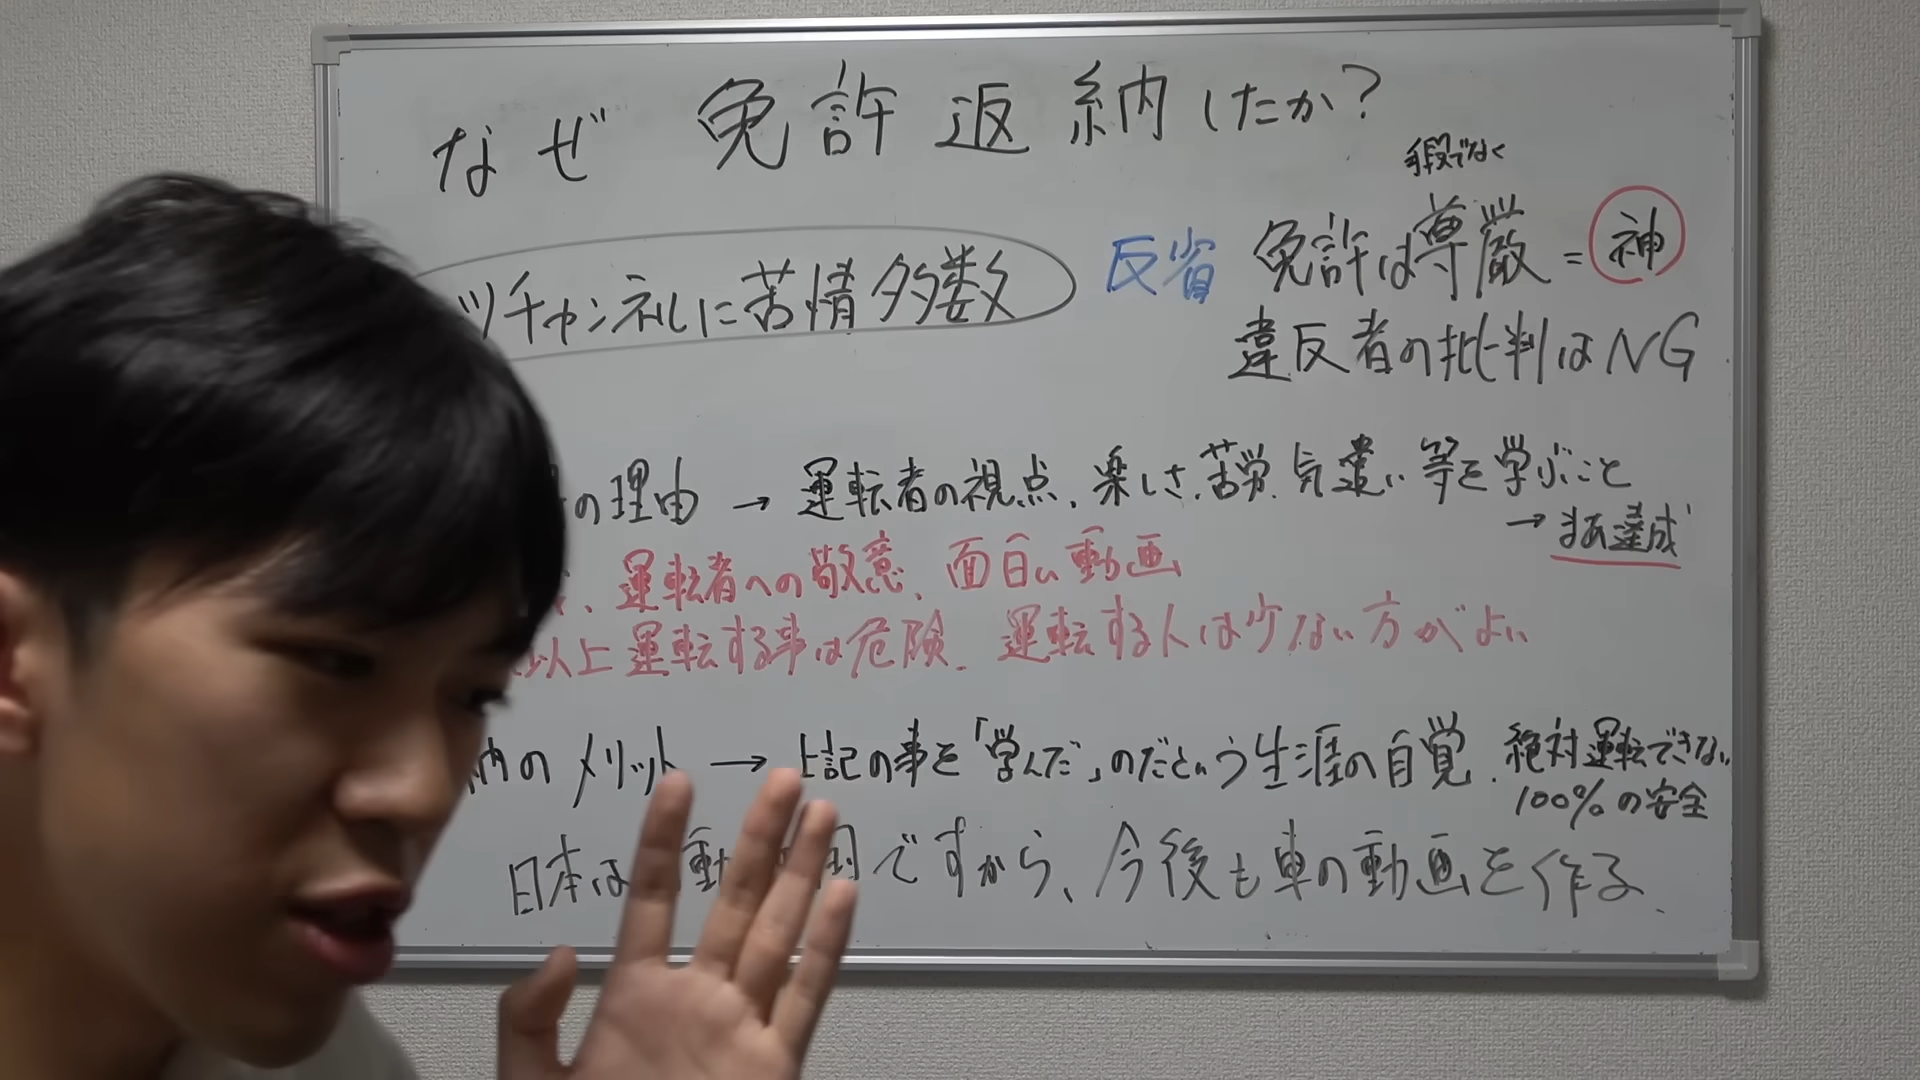 なぜ 免許返納したか?
手段でなく
ツチャンネルに苦情多数
反省 免許は尊厳=神
違反者の批判はNG
の理由 → 運転者の視点、楽しさ、苦労、気遣い等を学ぶこと
→まあ達成
、運転者への敬意、面白い動画
以上運転する事は危険、運転する人は少ない方がよい
納のメリット → 上記の事を「学んだ」のだという生涯の自覚、絶対運転できない
100%の安全
日本は 動 国ですから、今後も車の動画を作る、